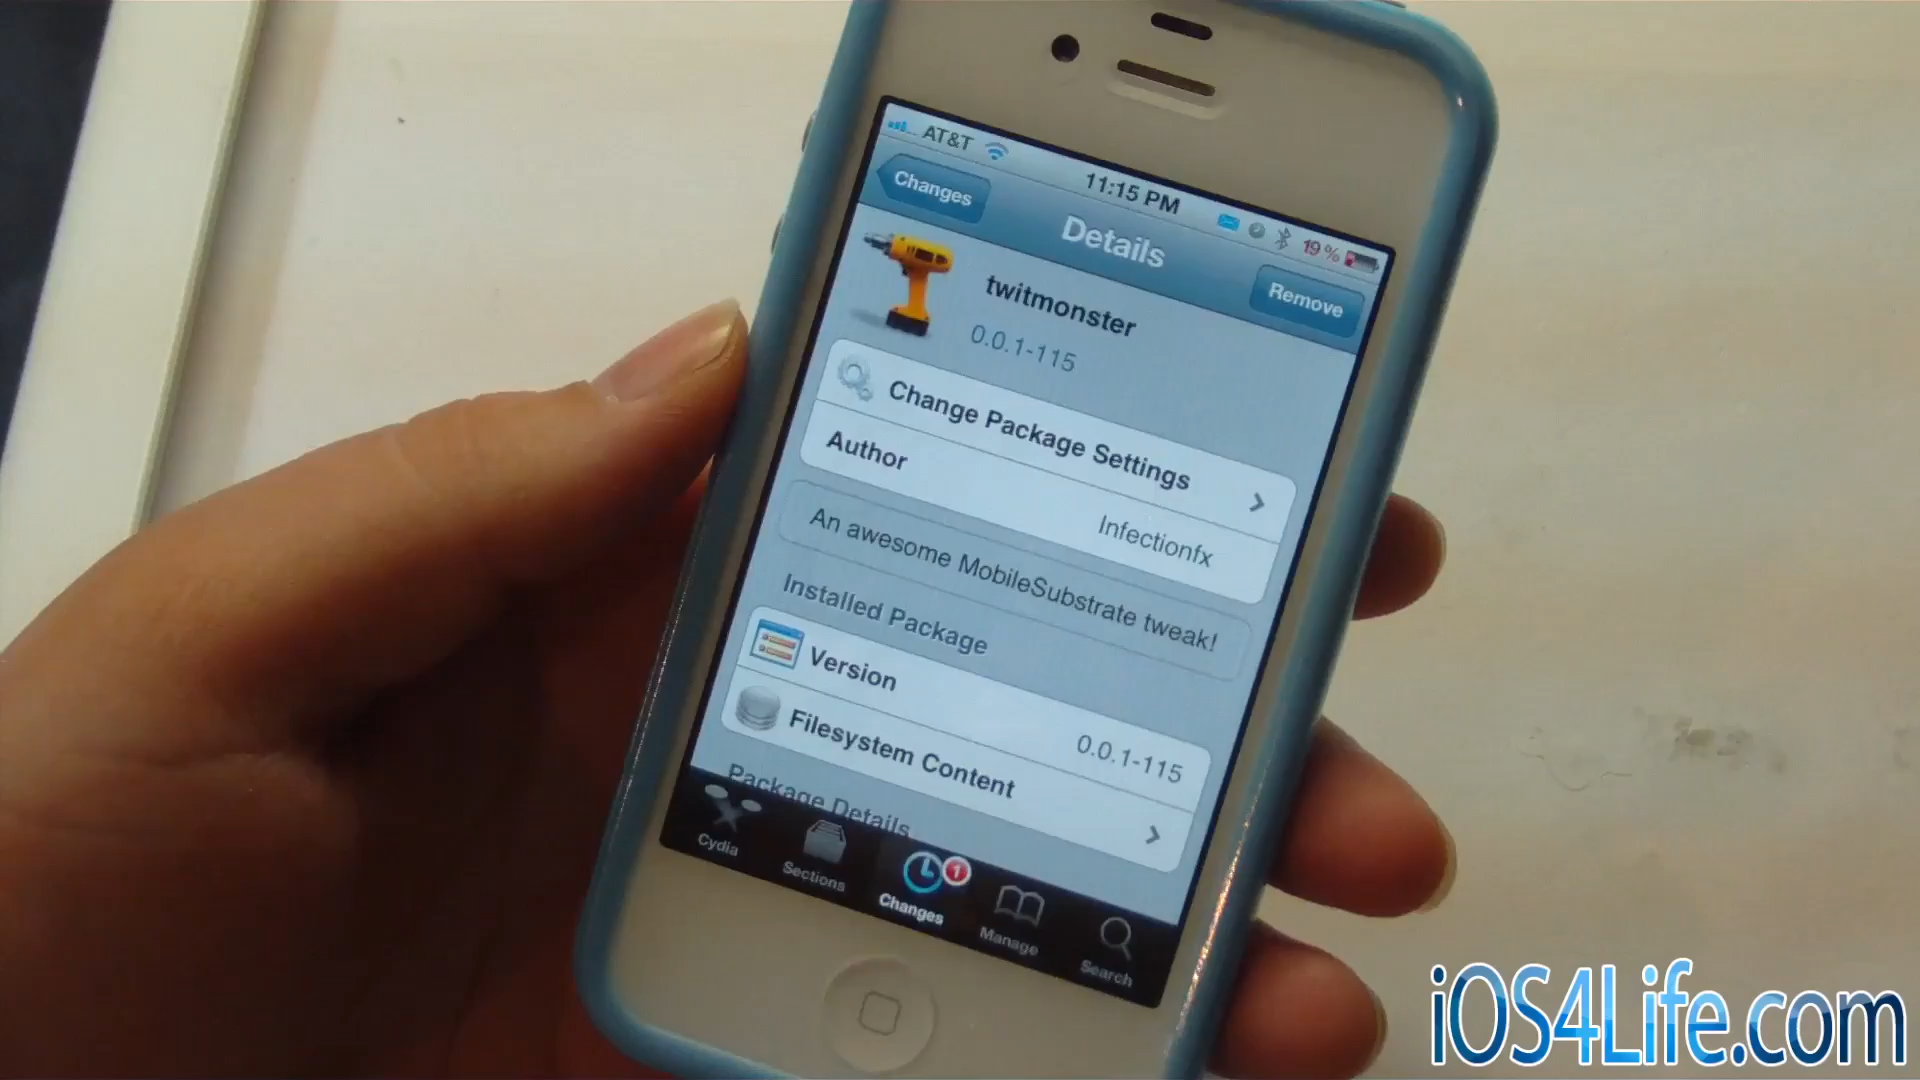 AT&T 11:15 PM 19%
Changes Details Remove
twitmonster
0.0.1-115
Change Package Settings
Author Infectionfx
An awesome MobileSubstrate tweak!
Installed Package
Version 0.0.1-115
Filesystem Content
Package Details
1
Cydia Sections Changes Manage Search
iOS4Life.com